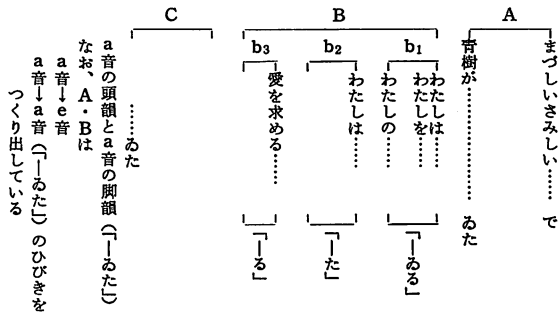 A
まづしいさみしい……で
青樹が……………………ゐた
B
b₁
わたしは……
わたしを……
わたしの……
「―ゐる」
b₂
わたしは……
「―た」
b₃
愛を求める……
「―る」
C
……ゐた
a音の頭韻とa音の脚韻(「―ゐた」)
なお、A・Bは
a音→e音
a音→a音(「―ゐた」)のひびきを
つくり出している